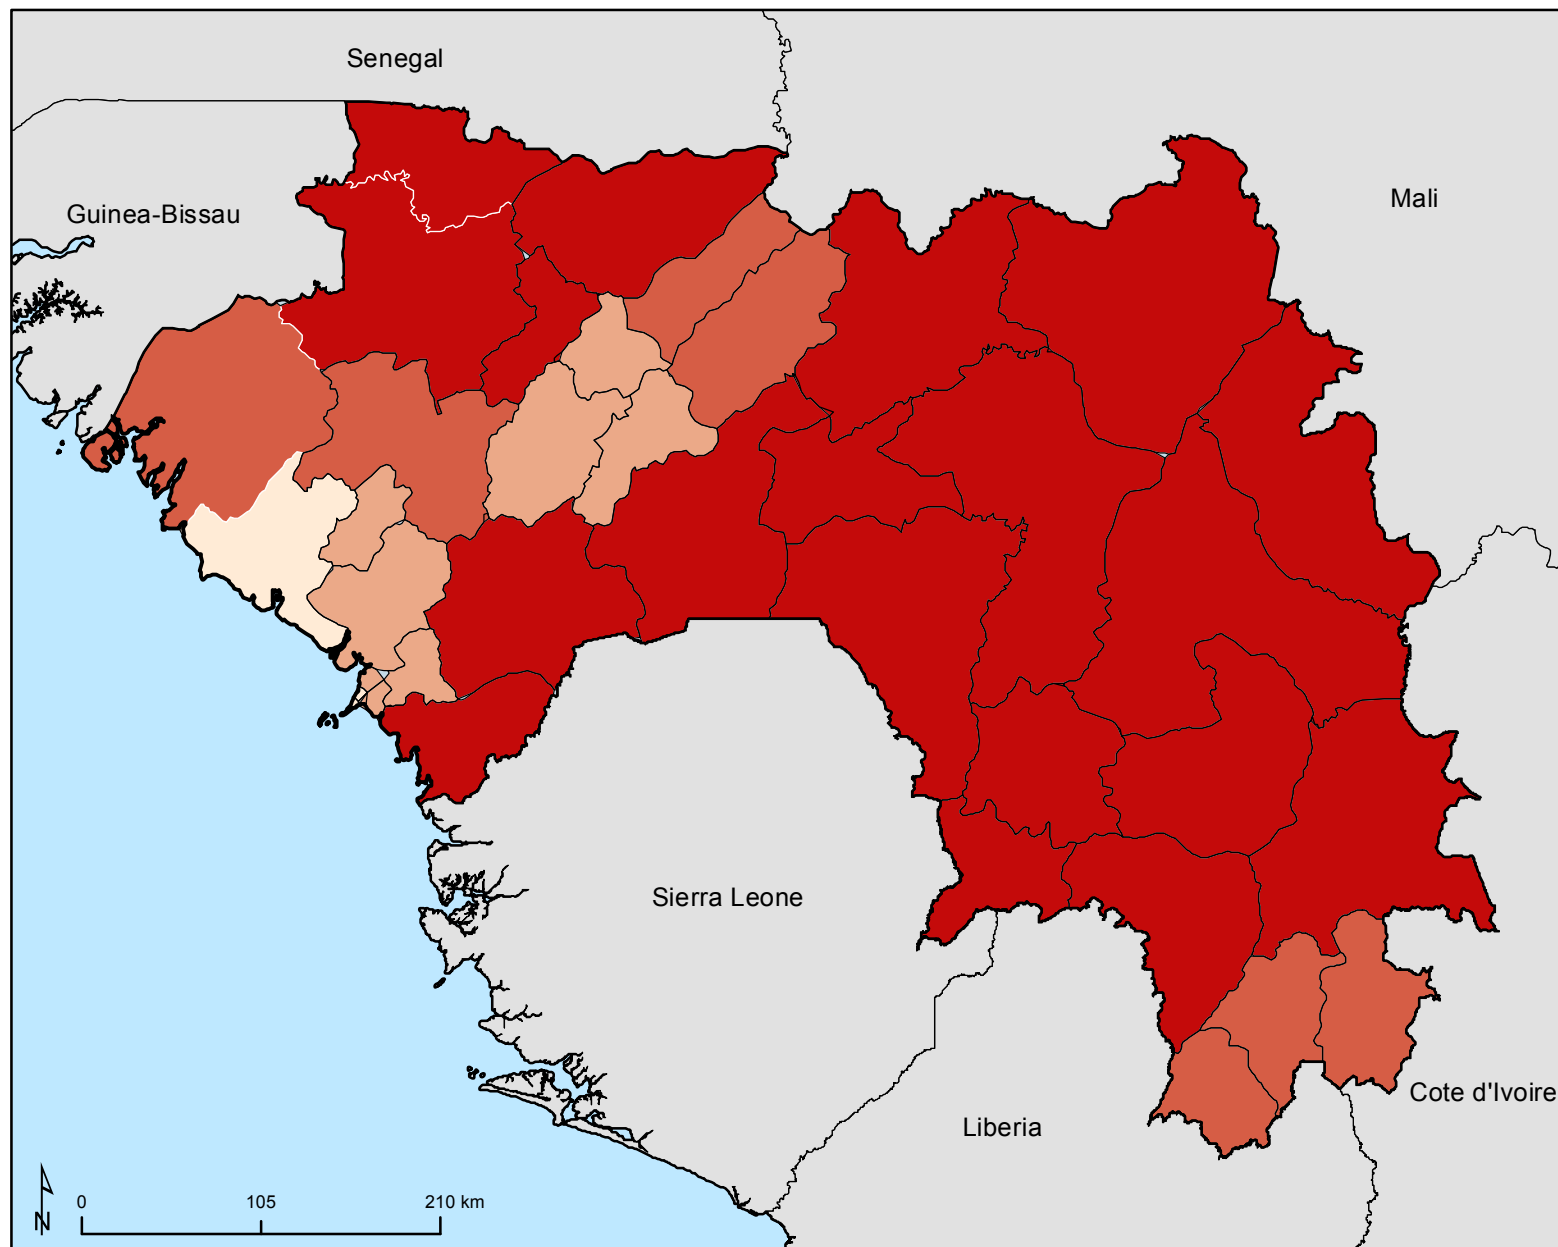 Senegal
Mali
Guinea-Bissau
Sierra Leone
Cote d'Ivoire
Liberia
N
0 105 210 km